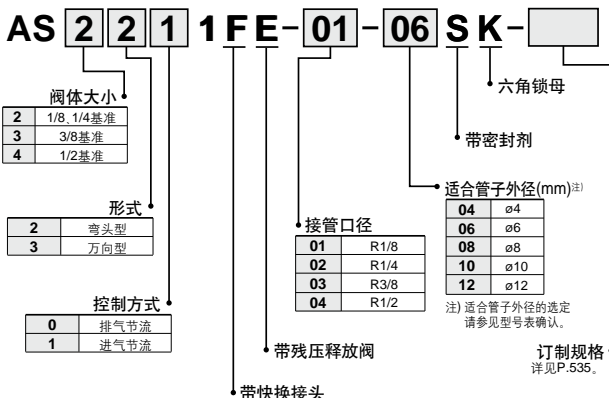 AS 2 2 1 1 F E-01-06 S K-
六角锁母
阀体大小
2 1/8、1/4基准
3 3/8基准
4 1/2基准
带密封剂
适合管子外径(mm)注)
04 ø4
06 ø6
08 ø8
10 ø10
12 ø12
注) 适合管子外径的选定
请参见型号表确认。
形式
2 弯头型
3 万向型
接管口径
01 R1/8
02 R1/4
03 R3/8
04 R1/2
控制方式
0 排气节流
1 进气节流
带残压释放阀
订制规格
详见P.535。
带快换接头